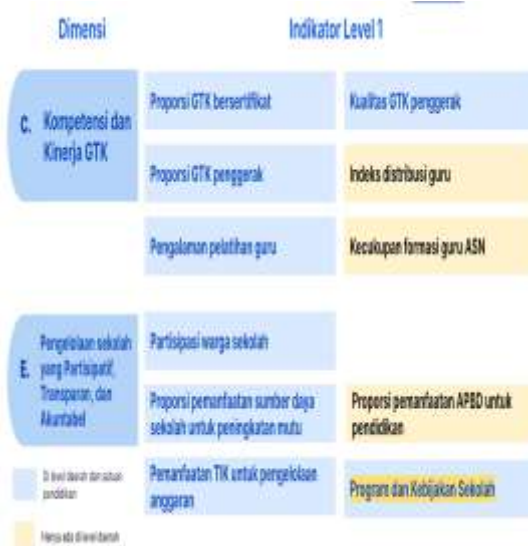 Dimensi
Indikator Level 1
C. Kompetensi dan
Kinerja GTK
Proporsi GTK bersertifikat
Kualitas GTK penggerak
Proporsi GTK penggerak
Indeks distribusi guru
Pengalaman pelatihan guru
Kecukupan formasi guru ASN
E. Pengelolaan sekolah
yang Partisipatif,
Transparan, dan
Akuntabel
Partisipasi warga sekolah
Proporsi pemanfaatan sumber daya
sekolah untuk peningkatan mutu
Proporsi pemanfaatan APBD untuk
pendidikan
Pemanfaatan TIK untuk pengelolaan
anggaran
Program dan Kebijakan Sekolah
Di level daerah dan satuan
pendidikan
Hanya ada di level daerah